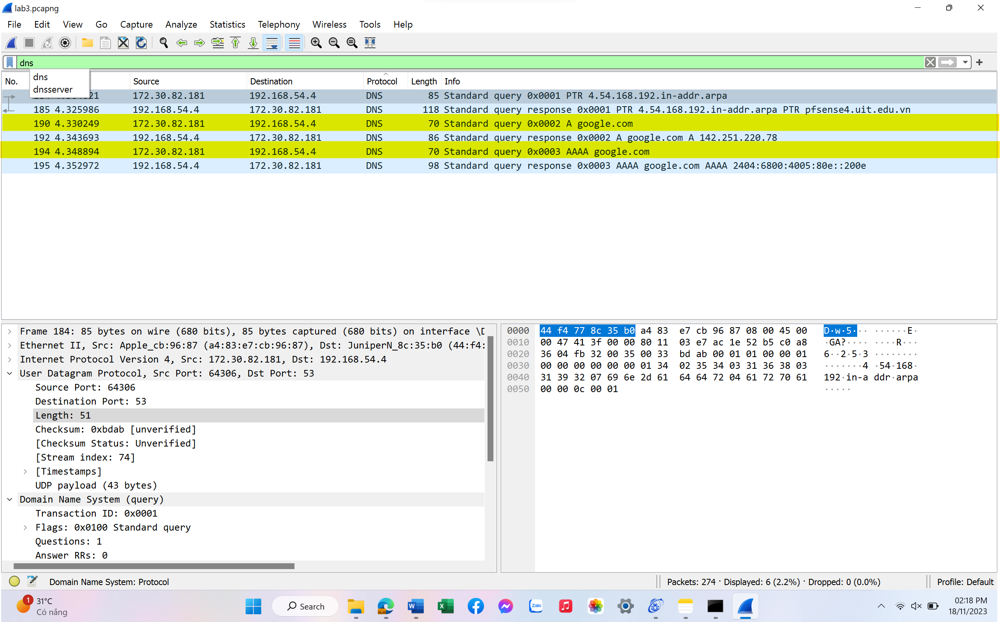 lab3.pcapng
File Edit View Go Capture Analyze Statistics Telephony Wireless Tools Help
dns
dns
dnsserver
No. Source Destination Protocol Length Info
172.30.82.181 192.168.54.4 DNS 85 Standard query 0x0001 PTR 4.54.168.192.in-addr.arpa
185 4.325986 192.168.54.4 172.30.82.181 DNS 118 Standard query response 0x0001 PTR 4.54.168.192.in-addr.arpa PTR pfsense4.uit.edu.vn
190 4.330249 172.30.82.181 192.168.54.4 DNS 70 Standard query 0x0002 A google.com
192 4.343693 192.168.54.4 172.30.82.181 DNS 86 Standard query response 0x0002 A google.com A 142.251.220.78
194 4.348894 172.30.82.181 192.168.54.4 DNS 70 Standard query 0x0003 AAAA google.com
195 4.352972 192.168.54.4 172.30.82.181 DNS 98 Standard query response 0x0003 AAAA google.com AAAA 2404:6800:4005:80e::200e
Frame 184: 85 bytes on wire (680 bits), 85 bytes captured (680 bits) on interface \D
Ethernet II, Src: Apple_cb:96:87 (a4:83:e7:cb:96:87), Dst: JuniperN_8c:35:b0 (44:f4:
Internet Protocol Version 4, Src: 172.30.82.181, Dst: 192.168.54.4
User Datagram Protocol, Src Port: 64306, Dst Port: 53
Source Port: 64306
Destination Port: 53
Length: 51
Checksum: 0xbdab [unverified]
[Checksum Status: Unverified]
[Stream index: 74]
[Timestamps]
UDP payload (43 bytes)
Domain Name System (query)
Transaction ID: 0x0001
Flags: 0x0100 Standard query
Questions: 1
Answer RRs: 0
0000 44 f4 77 8c 35 b0 a4 83 e7 cb 96 87 08 00 45 00 D·w·5··· ······E·
0010 00 47 41 3f 00 00 80 11 03 e7 ac 1e 52 b5 c0 a8 ·GA?···· ····R···
0020 36 04 fb 32 00 35 00 33 bd ab 00 01 01 00 00 01 6··2·5·3 ········
0030 00 00 00 00 00 00 01 34 02 35 34 03 31 36 38 03 ·······4 ·54·168·
0040 31 39 32 07 69 6e 2d 61 64 64 72 04 61 72 70 61 192·in-a ddr·arpa
0050 00 00 0c 00 01 ·····
Domain Name System: Protocol
Packets: 274 · Displayed: 6 (2.2%) · Dropped: 0 (0.0%)
Profile: Default
1
31°C
Có nắng
Search
Zalo
02:18 PM
18/11/2023